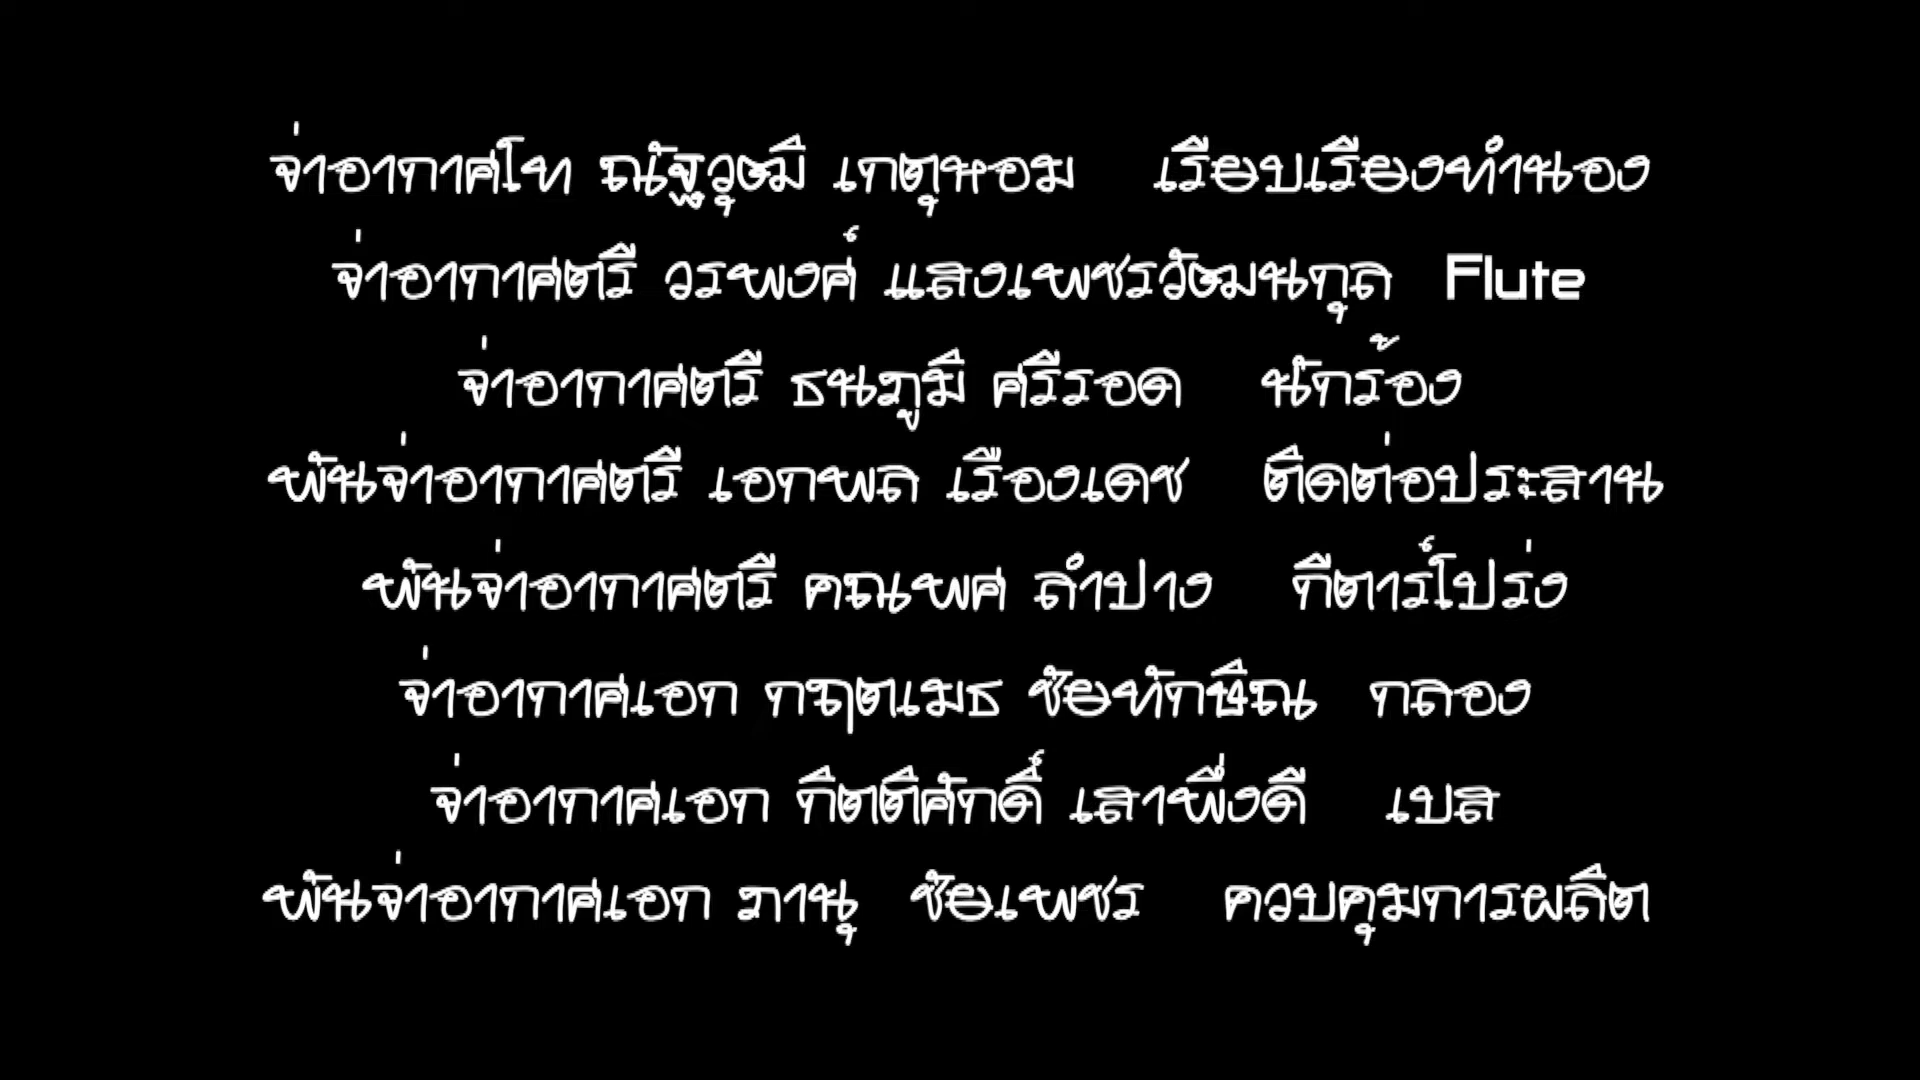 จ่าอากาศโท ณัฐวุฒิ เกตุหอม เรียบเรียงทำนอง
จ่าอากาศตรี วรพงศ์ แสงเพชรวัฒนกุล Flute
จ่าอากาศตรี ธนภูมิ ศรีรอด นักร้อง
พันจ่าอากาศตรี เอกพล เรืองเดช ติดต่อประสาน
พันจ่าอากาศตรี คณพศ ลำปาง กีตาร์โปร่ง
จ่าอากาศเอก กฤตเมธ ชัยทักษิณ กลอง
จ่าอากาศเอก กิตติศักดิ์ เสาพึ่งดี เบส
พันจ่าอากาศเอก ภานุ ชัยเพชร ควบคุมการผลิต